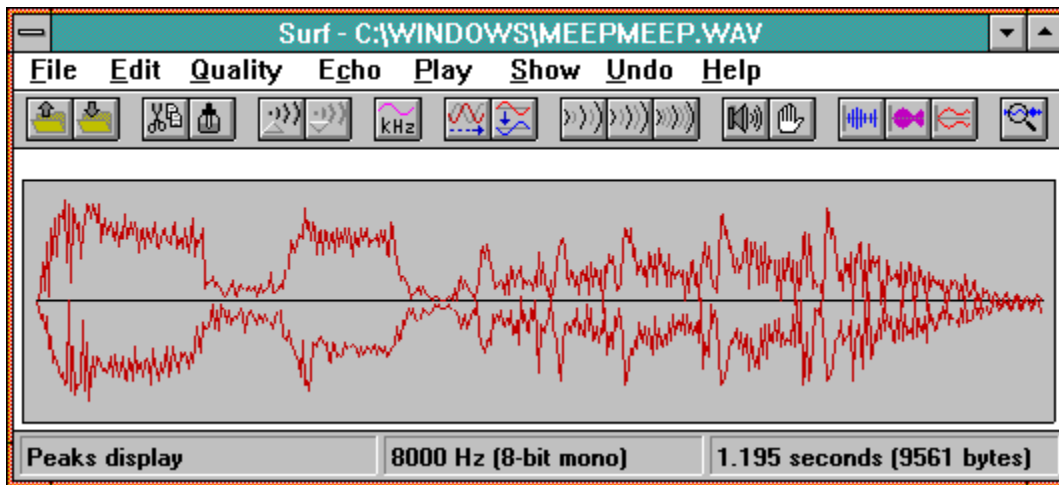 Surf - C:\WINDOWS\MEEPMEEP.WAV
File Edit Quality Echo Play Show Undo Help
kHz
Peaks display 8000 Hz (8-bit mono) 1.195 seconds (9561 bytes)